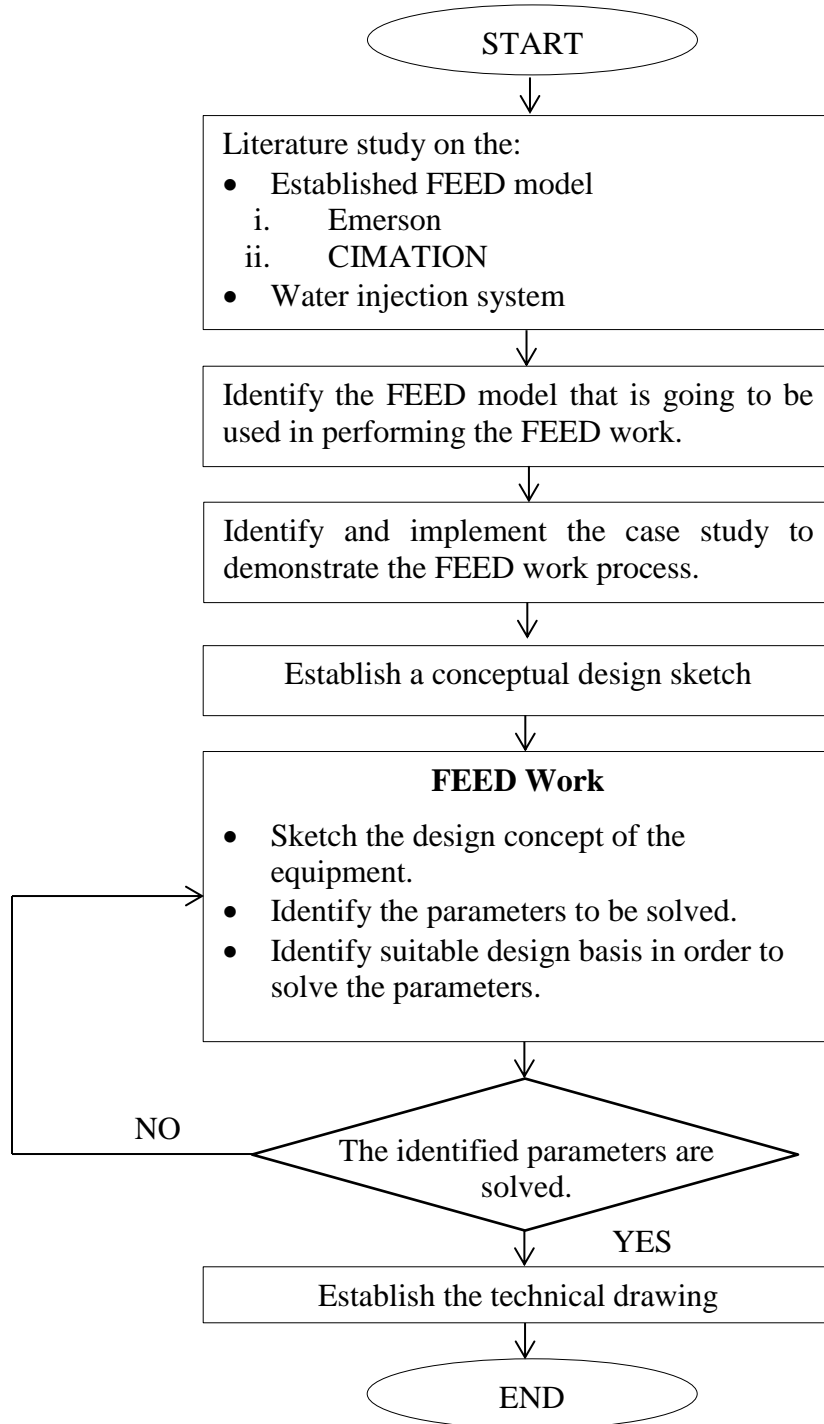 START
Literature study on the:
• Established FEED model
i. Emerson
ii. CIMATION
• Water injection system
Identify the FEED model that is going to be
used in performing the FEED work.
Identify and implement the case study to
demonstrate the FEED work process.
Establish a conceptual design sketch
FEED Work
• Sketch the design concept of the
equipment.
• Identify the parameters to be solved.
• Identify suitable design basis in order to
solve the parameters.
NO
The identified parameters are
solved.
YES
Establish the technical drawing
END